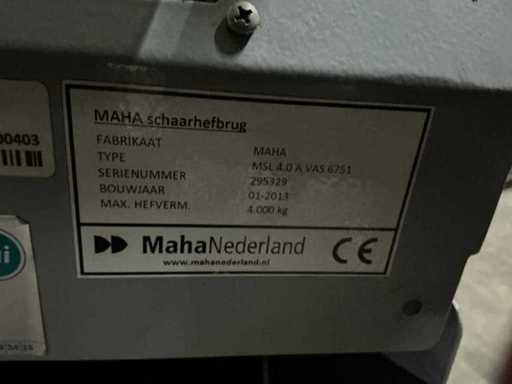 MAHA schaarhefbrug
FABRIKAAT MAHA
TYPE MSL 4.0 A VAS 6751
SERIENUMMER 295329
BOUWJAAR 01-2013
MAX. HEFVERM. 4.000 kg
MahaNederland CE
www.mahanederland.nl
00403